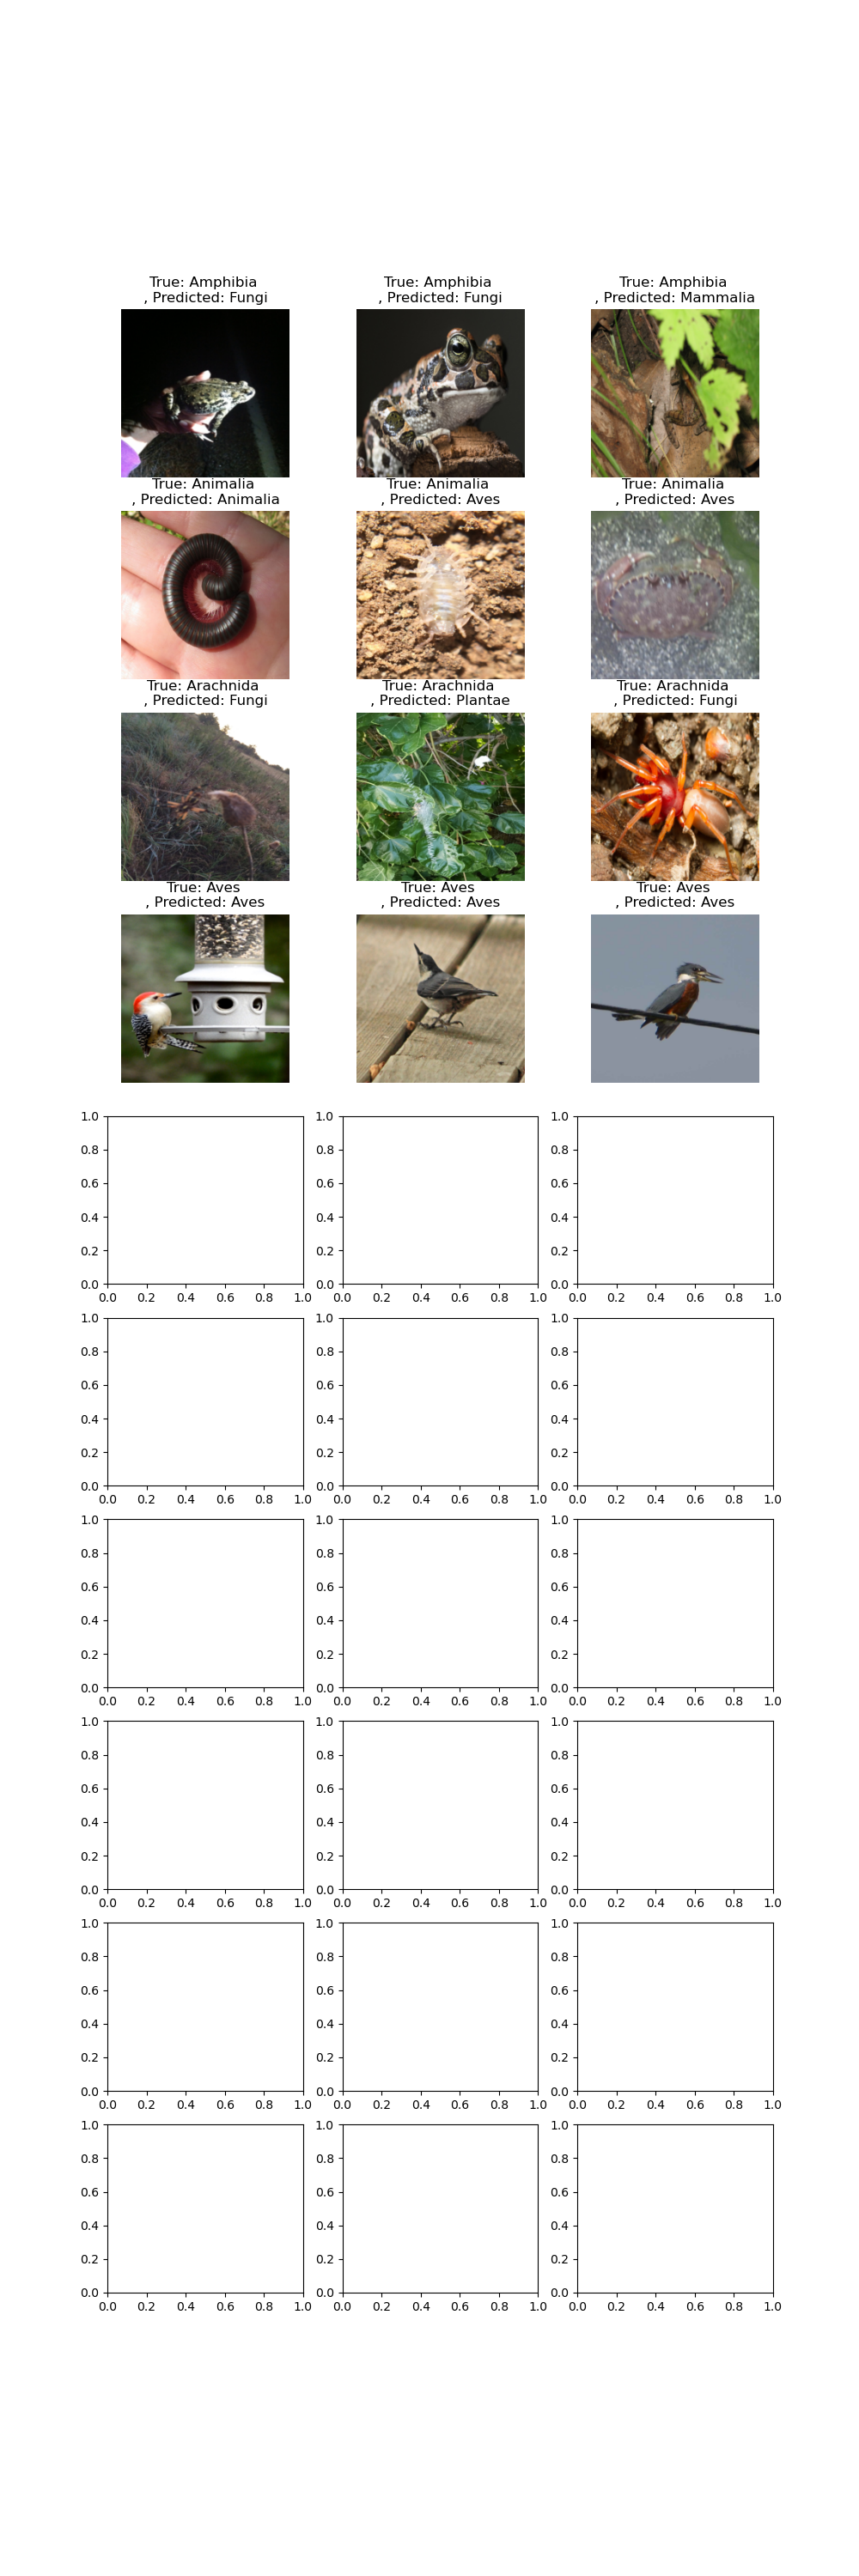 True: Amphibia
, Predicted: Fungi
True: Amphibia
, Predicted: Fungi
True: Amphibia
, Predicted: Mammalia
True: Animalia
, Predicted: Animalia
True: Animalia
, Predicted: Aves
True: Animalia
, Predicted: Aves
True: Arachnida
, Predicted: Fungi
True: Arachnida
, Predicted: Plantae
True: Arachnida
, Predicted: Fungi
True: Aves
, Predicted: Aves
True: Aves
, Predicted: Aves
True: Aves
, Predicted: Aves
1.0 1.0 1.0
0.8 0.8 0.8
0.6 0.6 0.6
0.4 0.4 0.4
0.2 0.2 0.2
0.0 0.0 0.0
0.0 0.2 0.4 0.6 0.8 1.0 0.0 0.2 0.4 0.6 0.8 1.0 0.0 0.2 0.4 0.6 0.8 1.0
1.0 1.0 1.0
0.8 0.8 0.8
0.6 0.6 0.6
0.4 0.4 0.4
0.2 0.2 0.2
0.0 0.0 0.0
0.0 0.2 0.4 0.6 0.8 1.0 0.0 0.2 0.4 0.6 0.8 1.0 0.0 0.2 0.4 0.6 0.8 1.0
1.0 1.0 1.0
0.8 0.8 0.8
0.6 0.6 0.6
0.4 0.4 0.4
0.2 0.2 0.2
0.0 0.0 0.0
0.0 0.2 0.4 0.6 0.8 1.0 0.0 0.2 0.4 0.6 0.8 1.0 0.0 0.2 0.4 0.6 0.8 1.0
1.0 1.0 1.0
0.8 0.8 0.8
0.6 0.6 0.6
0.4 0.4 0.4
0.2 0.2 0.2
0.0 0.0 0.0
0.0 0.2 0.4 0.6 0.8 1.0 0.0 0.2 0.4 0.6 0.8 1.0 0.0 0.2 0.4 0.6 0.8 1.0
1.0 1.0 1.0
0.8 0.8 0.8
0.6 0.6 0.6
0.4 0.4 0.4
0.2 0.2 0.2
0.0 0.0 0.0
0.0 0.2 0.4 0.6 0.8 1.0 0.0 0.2 0.4 0.6 0.8 1.0 0.0 0.2 0.4 0.6 0.8 1.0
1.0 1.0 1.0
0.8 0.8 0.8
0.6 0.6 0.6
0.4 0.4 0.4
0.2 0.2 0.2
0.0 0.0 0.0
0.0 0.2 0.4 0.6 0.8 1.0 0.0 0.2 0.4 0.6 0.8 1.0 0.0 0.2 0.4 0.6 0.8 1.0